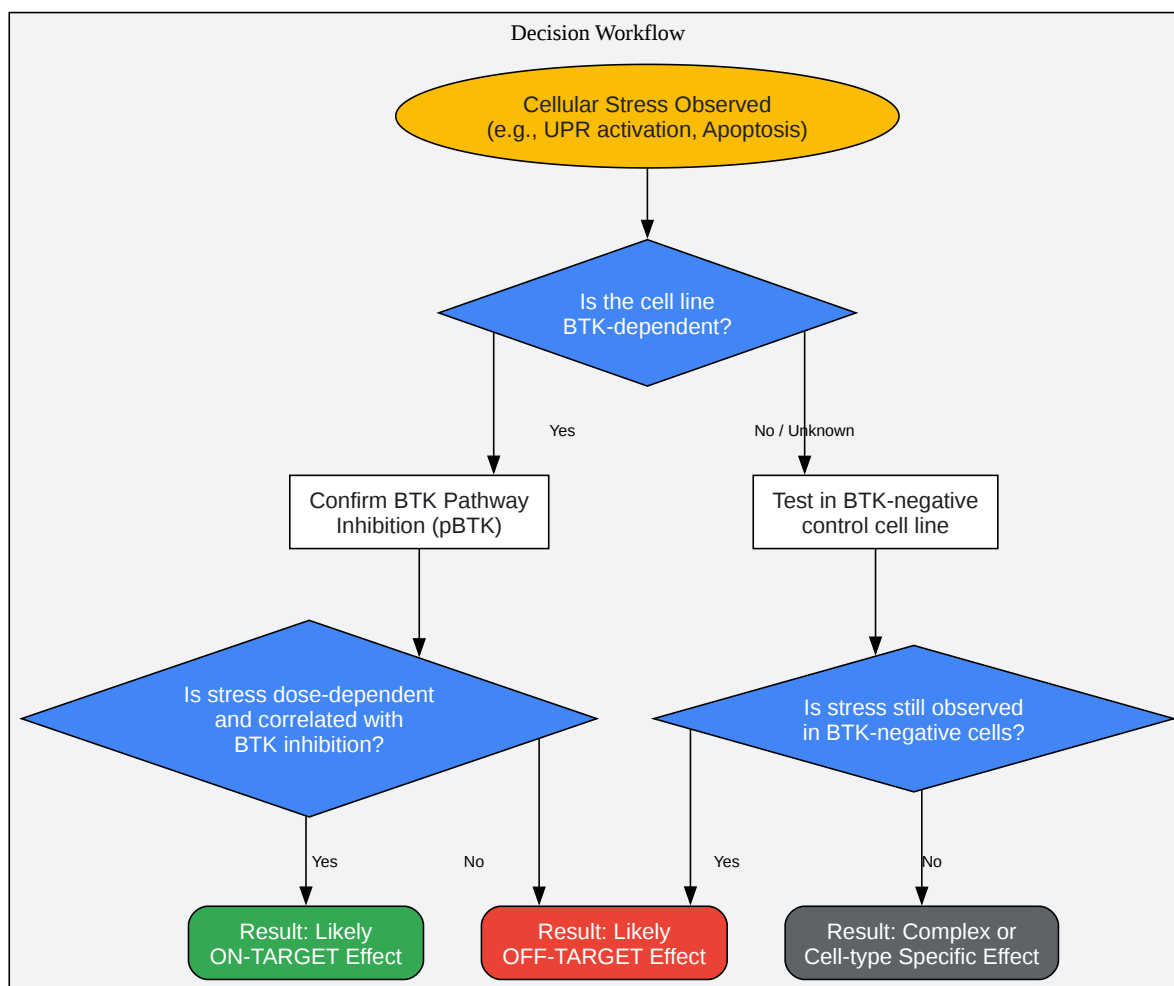 Decision Workflow
Cellular Stress Observed
(e.g., UPR activation, Apoptosis)
Is the cell line
BTK-dependent?
Yes
No / Unknown
Confirm BTK Pathway
Inhibition (pBTK)
Test in BTK-negative
control cell line
Is stress dose-dependent
and correlated with
BTK inhibition?
Is stress still observed
in BTK-negative cells?
Yes
No
Yes
No
Result: Likely
ON-TARGET Effect
Result: Likely
OFF-TARGET Effect
Result: Complex or
Cell-type Specific Effect